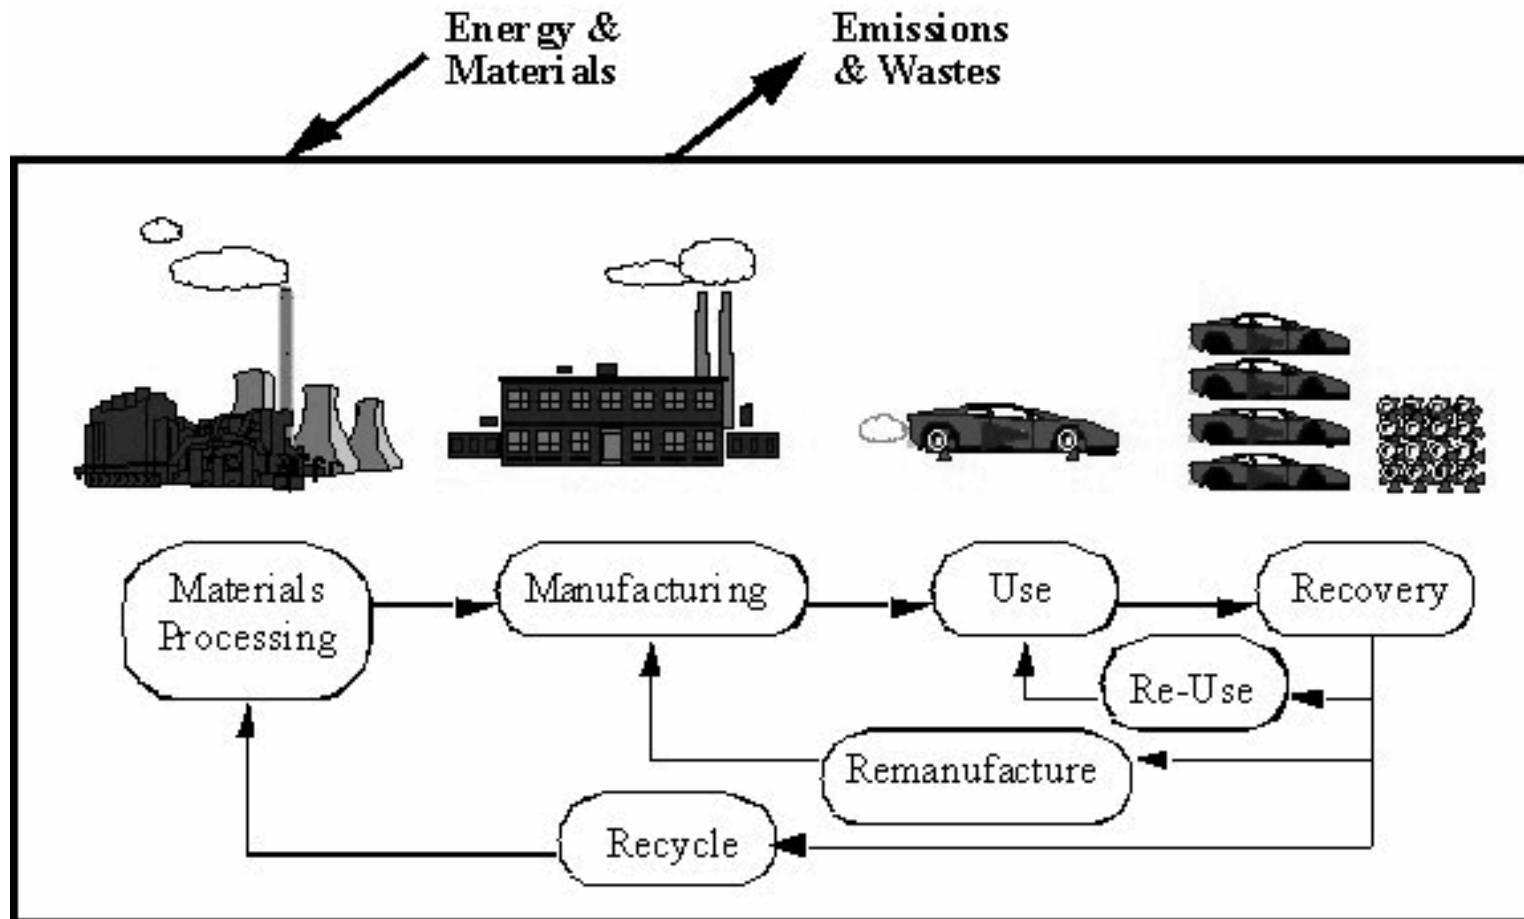 Energy &
Materials
Emissions
& Wastes
Materials
Processing
Manufacturing
Use
Recovery
Re-Use
Remanufacture
Recycle